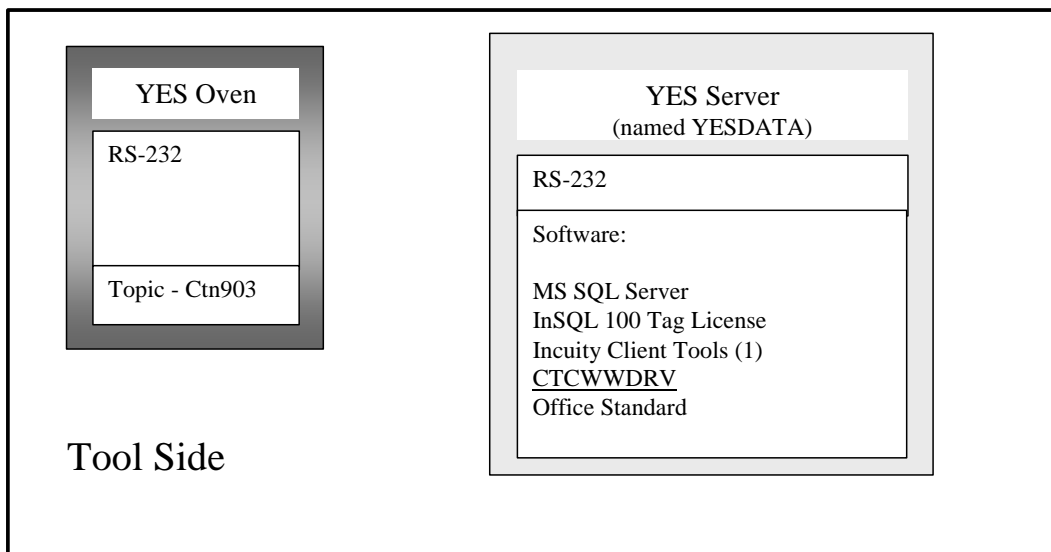 YES Oven
RS-232
Topic - Ctn903
Tool Side
YES Server
(named YESDATA)
RS-232
Software:
MS SQL Server
InSQL 100 Tag License
Incuity Client Tools (1)
CTCWWDRV
Office Standard